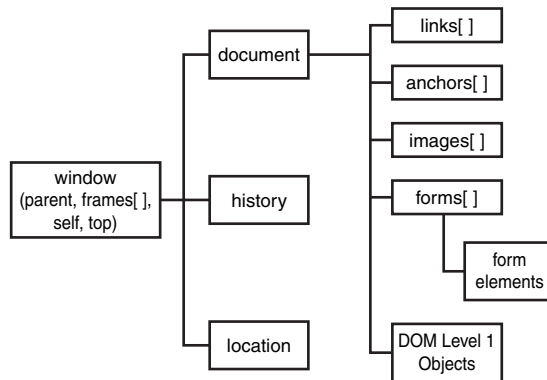 links[ ]
document
anchors[ ]
images[ ]
window
(parent, frames[ ],
self, top)
history
forms[ ]
form
elements
location
DOM Level 1
Objects